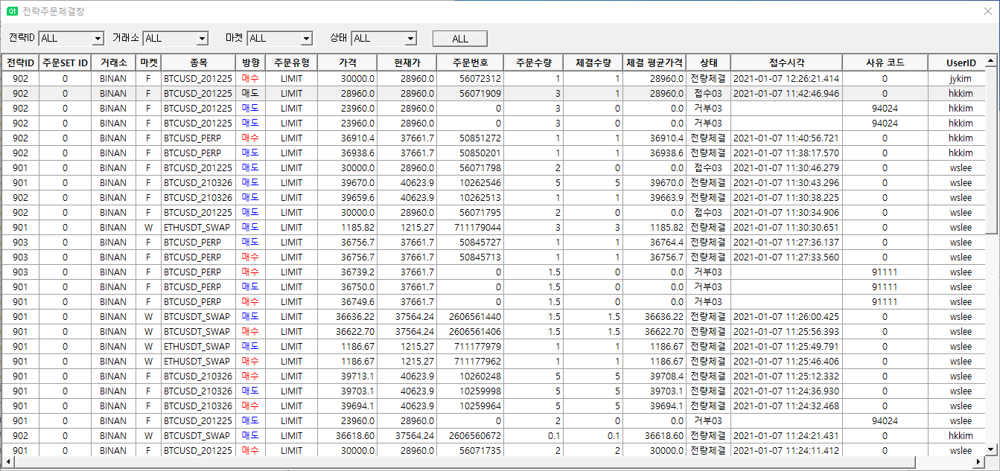 Qt 전략주문체결창
전략ID ALL 거래소 ALL 마켓 ALL 상태 ALL ALL
전략ID 주문SET ID 거래소 마켓 종목 방향 주문유형 가격 현재가 주문번호 주문수량 체결수량 체결 평균가격 상태 접수시각 사유 코드 UserID
902 0 BINAN F BTCUSD_201225 매수 LIMIT 30000.0 28960.0 56072312 1 1 28960.0 전량체결 2021-01-07 12:26:21.414 0 jykim
902 0 BINAN F BTCUSD_201225 매도 LIMIT 28960.0 28960.0 56071909 3 1 28960.0 접수03 2021-01-07 11:42:46.946 0 hkkim
902 0 BINAN F BTCUSD_201225 매도 LIMIT 23960.0 28960.0 0 3 0 0.0 거부03 94024 hkkim
902 0 BINAN F BTCUSD_201225 매도 LIMIT 23960.0 28960.0 0 3 0 0.0 거부03 94024 hkkim
902 0 BINAN F BTCUSD_PERP 매수 LIMIT 36910.4 37661.7 50851272 1 1 36910.4 전량체결 2021-01-07 11:40:56.721 0 hkkim
902 0 BINAN F BTCUSD_PERP 매도 LIMIT 36938.6 37661.7 50850201 1 1 36938.6 전량체결 2021-01-07 11:38:17.570 0 hkkim
901 0 BINAN F BTCUSD_201225 매도 LIMIT 30000.0 28960.0 56071798 2 0 0.0 접수03 2021-01-07 11:30:46.279 0 wslee
901 0 BINAN F BTCUSD_210326 매도 LIMIT 39670.0 40623.9 10262546 5 5 39670.0 전량체결 2021-01-07 11:30:43.296 0 wslee
902 0 BINAN F BTCUSD_210326 매도 LIMIT 39659.6 40623.9 10262513 1 1 39663.9 전량체결 2021-01-07 11:30:38.225 0 wslee
902 0 BINAN F BTCUSD_201225 매도 LIMIT 30000.0 28960.0 56071795 2 0 0.0 접수03 2021-01-07 11:30:34.906 0 wslee
901 0 BINAN W ETHUSDT_SWAP 매도 LIMIT 1185.82 1215.27 711179044 3 3 1185.82 전량체결 2021-01-07 11:30:30.651 0 wslee
903 0 BINAN F BTCUSD_PERP 매도 LIMIT 36756.7 37661.7 50845727 1 1 36764.4 전량체결 2021-01-07 11:27:36.137 0 wslee
903 0 BINAN F BTCUSD_PERP 매수 LIMIT 36756.7 37661.7 50845713 1 1 36756.7 전량체결 2021-01-07 11:27:33.560 0 wslee
903 0 BINAN F BTCUSD_PERP 매수 LIMIT 36739.2 37661.7 0 1.5 0 0.0 거부03 91111 wslee
901 0 BINAN F BTCUSD_PERP 매도 LIMIT 36750.0 37661.7 0 1.5 0 0.0 거부03 91111 wslee
901 0 BINAN F BTCUSD_PERP 매수 LIMIT 36749.6 37661.7 0 1.5 0 0.0 거부03 91111 wslee
901 0 BINAN W BTCUSDT_SWAP 매도 LIMIT 36636.22 37564.24 2606561440 1.5 1.5 36636.22 전량체결 2021-01-07 11:26:00.425 0 wslee
901 0 BINAN W BTCUSDT_SWAP 매수 LIMIT 36622.70 37564.24 2606561406 1.5 1.5 36622.70 전량체결 2021-01-07 11:25:56.393 0 wslee
901 0 BINAN W ETHUSDT_SWAP 매도 LIMIT 1186.67 1215.27 711177979 1 1 1186.67 전량체결 2021-01-07 11:25:49.791 0 wslee
901 0 BINAN W ETHUSDT_SWAP 매수 LIMIT 1186.67 1215.27 711177962 1 1 1186.67 전량체결 2021-01-07 11:25:46.406 0 wslee
901 0 BINAN F BTCUSD_210326 매수 LIMIT 39713.1 40623.9 10260248 5 5 39708.4 전량체결 2021-01-07 11:25:12.332 0 wslee
901 0 BINAN F BTCUSD_210326 매도 LIMIT 39703.1 40623.9 10259998 5 5 39703.1 전량체결 2021-01-07 11:24:36.930 0 wslee
901 0 BINAN F BTCUSD_210326 매수 LIMIT 39694.1 40623.9 10259964 5 5 39694.1 전량체결 2021-01-07 11:24:32.468 0 wslee
901 0 BINAN F BTCUSD_201225 매도 LIMIT 23960.0 28960.0 0 2 0 0.0 거부03 94024 wslee
902 0 BINAN W BTCUSDT_SWAP 매도 LIMIT 36618.60 37564.24 2606560672 0.1 0.1 36618.60 전량체결 2021-01-07 11:24:21.431 0 hkkim
901 0 BINAN F BTCUSD_201225 매수 LIMIT 30000.0 28960.0 56071735 2 2 30000.0 전량체결 2021-01-07 11:24:11.412 0 wslee